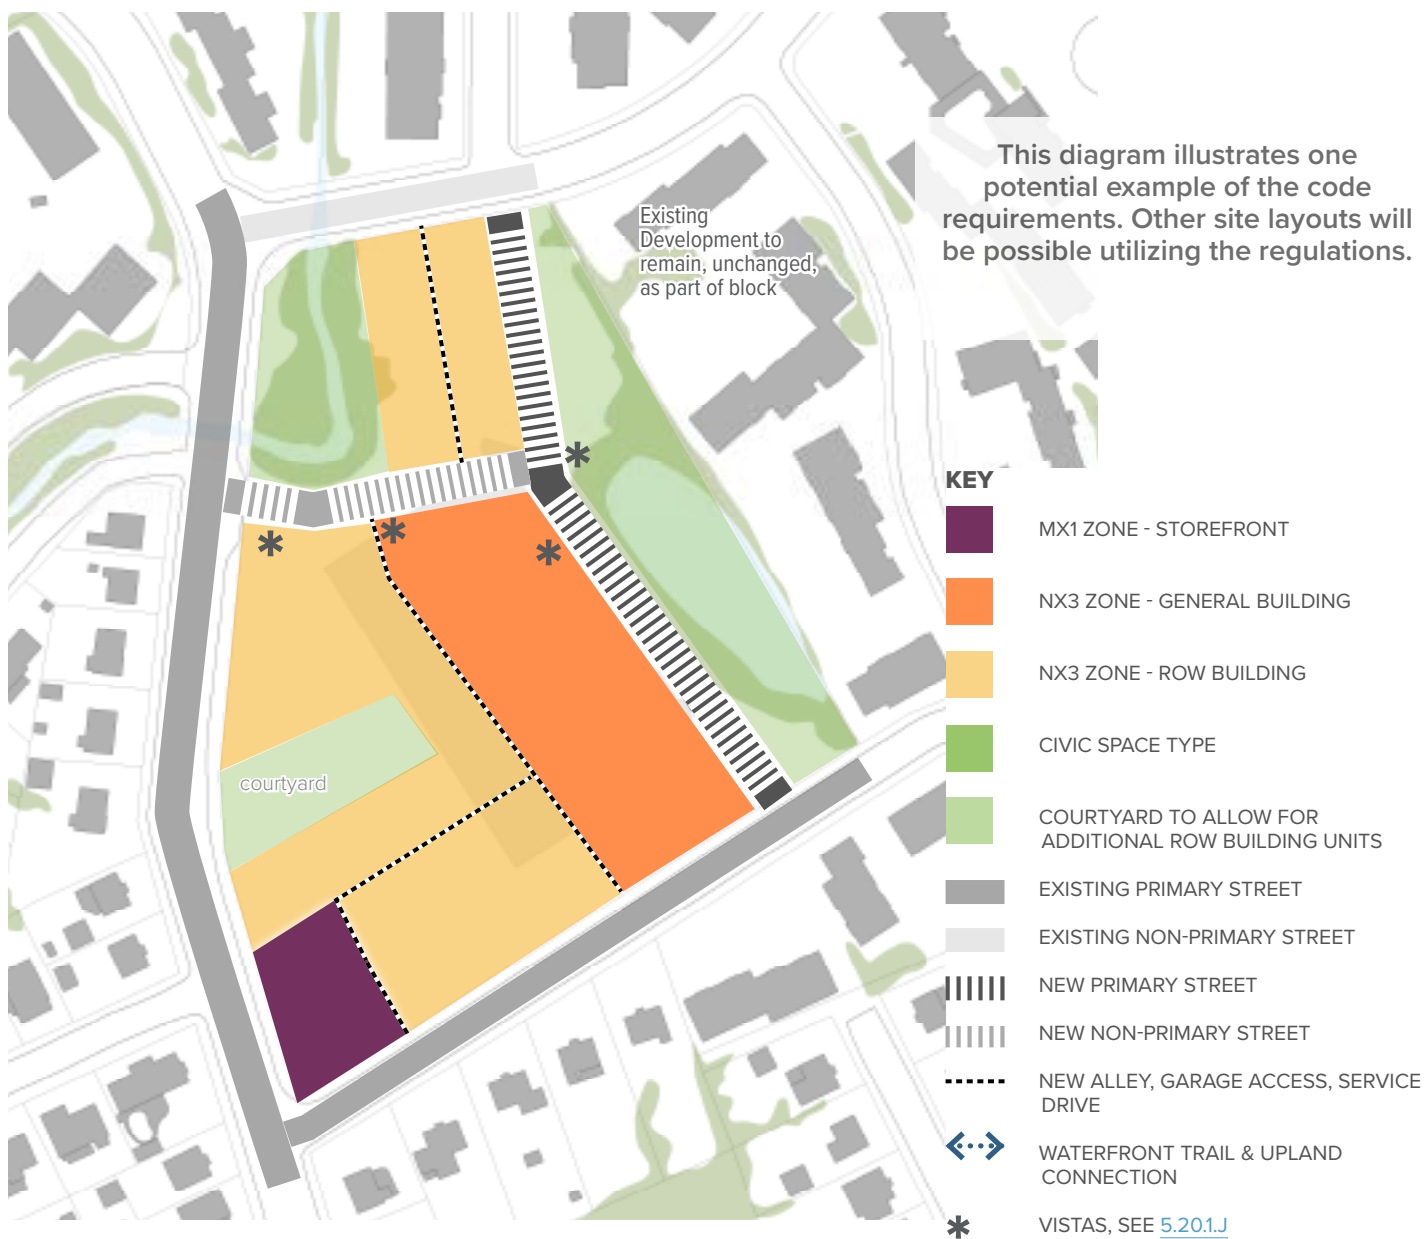 This diagram illustrates one
potential example of the code
requirements. Other site layouts will
be possible utilizing the regulations.
Existing
Development to
remain, unchanged,
as part of block
courtyard
KEY
MX1 ZONE - STOREFRONT
NX3 ZONE - GENERAL BUILDING
NX3 ZONE - ROW BUILDING
CIVIC SPACE TYPE
COURTYARD TO ALLOW FOR
ADDITIONAL ROW BUILDING UNITS
EXISTING PRIMARY STREET
EXISTING NON-PRIMARY STREET
NEW PRIMARY STREET
NEW NON-PRIMARY STREET
NEW ALLEY, GARAGE ACCESS, SERVICE
DRIVE
WATERFRONT TRAIL & UPLAND
CONNECTION
VISTAS, SEE 5.20.1.J